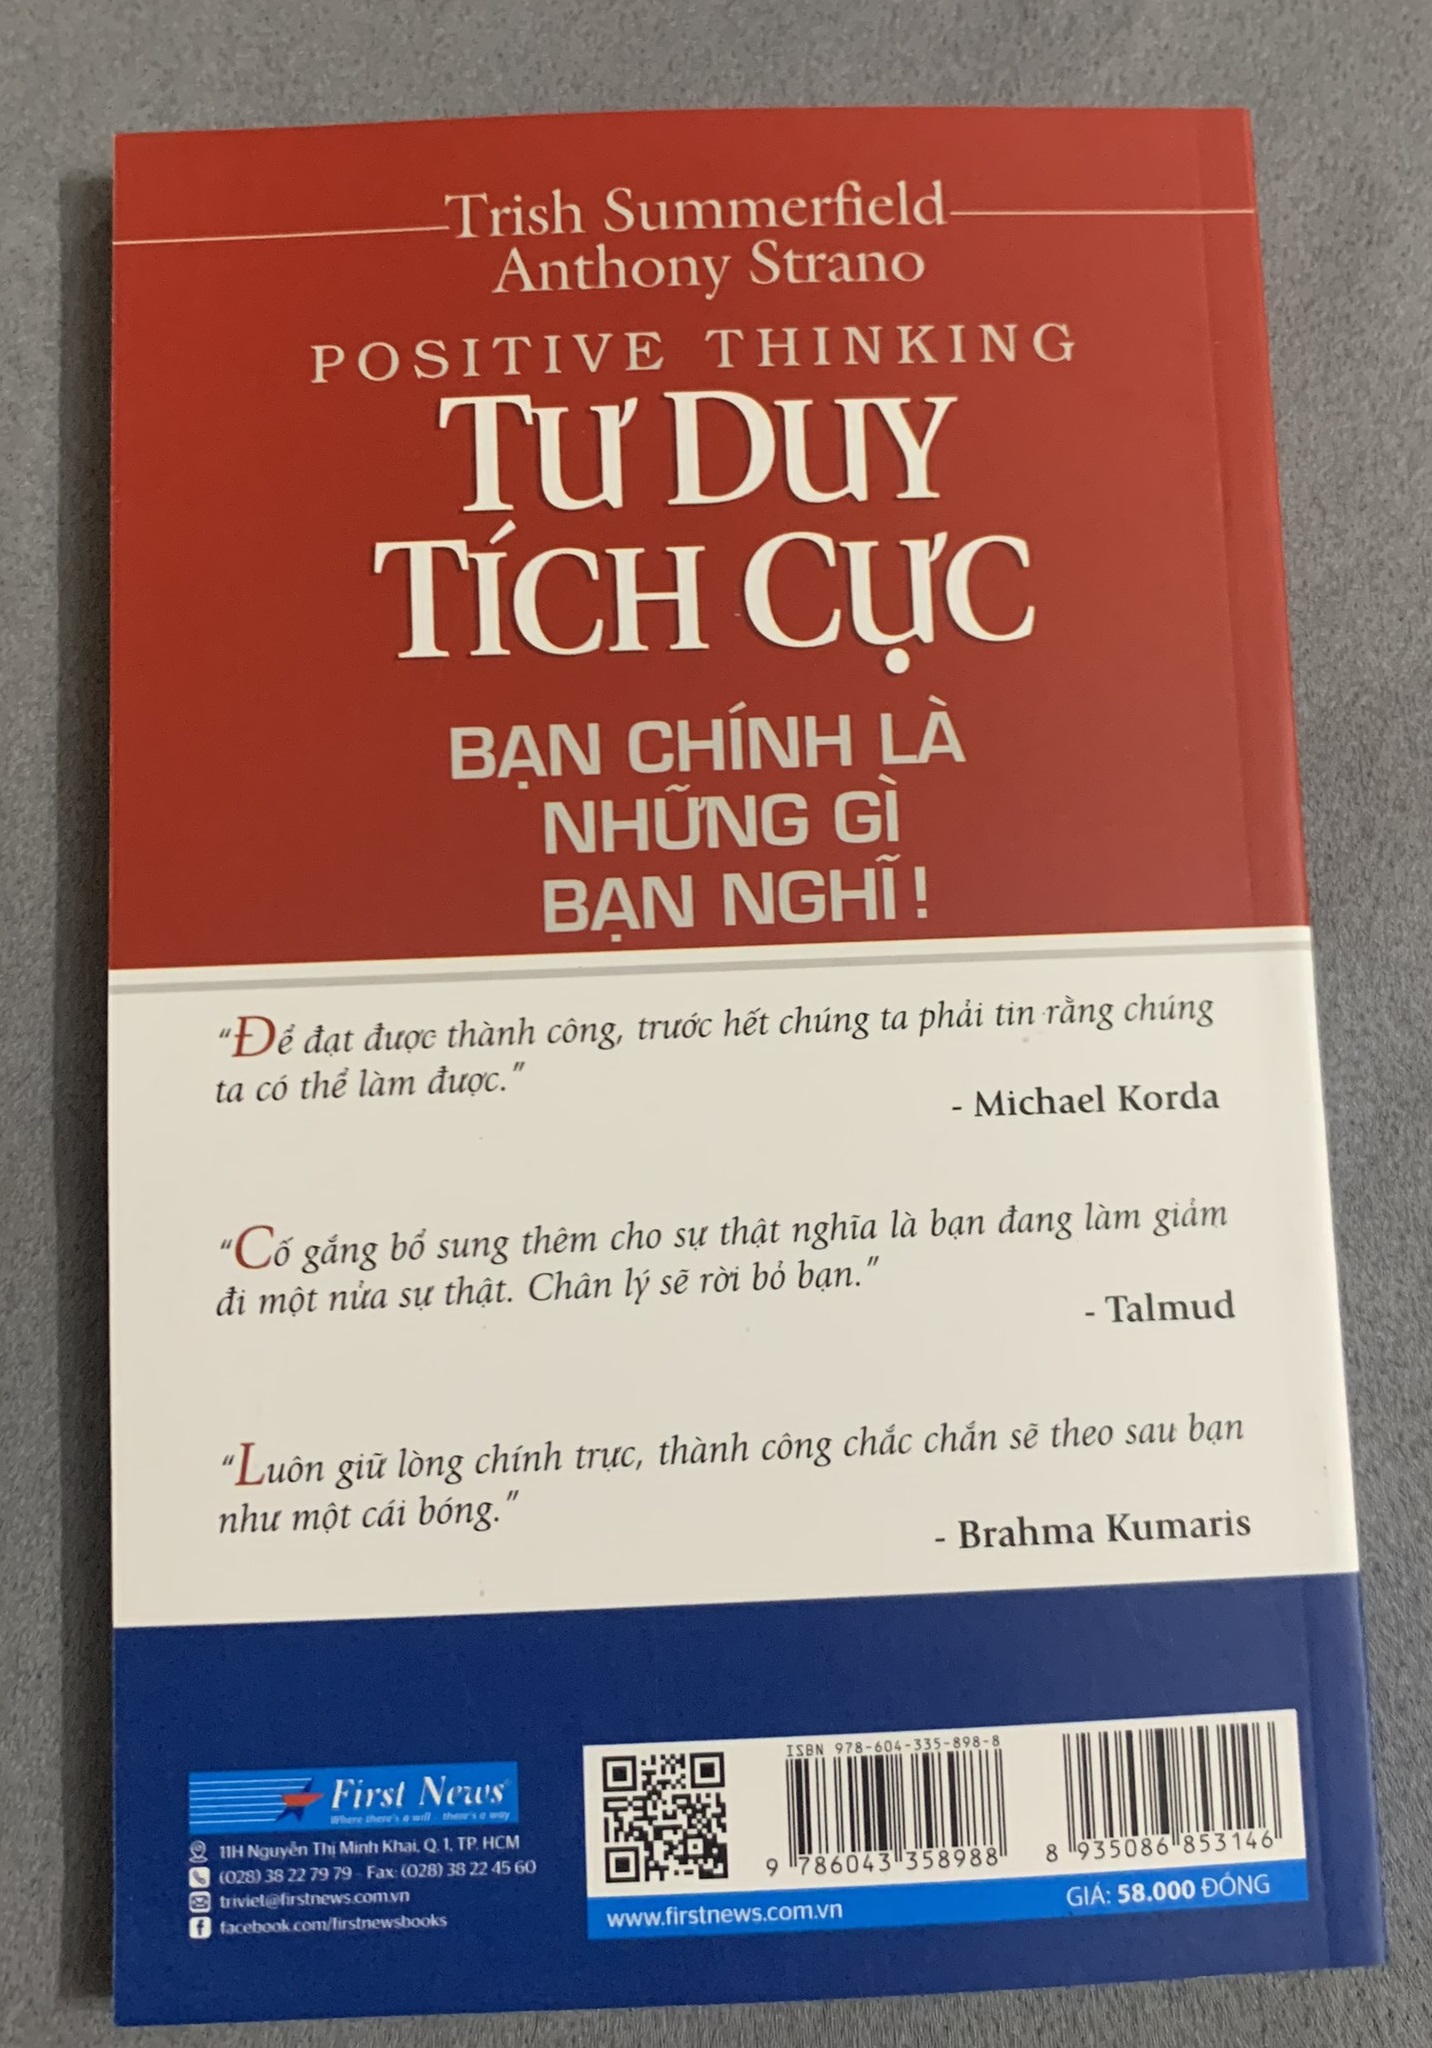 Trish Summerfield
Anthony Strano
POSITIVE THINKING
TƯ DUY
TÍCH CỰC
BẠN CHÍNH LÀ
NHỮNG GÌ
BẠN NGHĨ !
“Để đạt được thành công, trước hết chúng ta phải tin rằng chúng
ta có thể làm được.”
- Michael Korda
“Cố gắng bổ sung thêm cho sự thật nghĩa là bạn đang làm giảm
đi một nửa sự thật. Chân lý sẽ rời bỏ bạn.”
- Talmud
“Luôn giữ lòng chính trực, thành công chắc chắn sẽ theo sau bạn
như một cái bóng.”
- Brahma Kumaris
First News®
Where there's a will - there's a way
11H Nguyễn Thị Minh Khai, Q. 1, TP. HCM
(028) 38 22 79 79 - Fax: (028) 38 22 45 60
triviet@firstnews.com.vn
facebook.com/firstnewsbooks
ISBN 978-604-335-898-8
9 786043 358988
8 935086 853146
www.firstnews.com.vn
GIÁ: 58.000 ĐỒNG